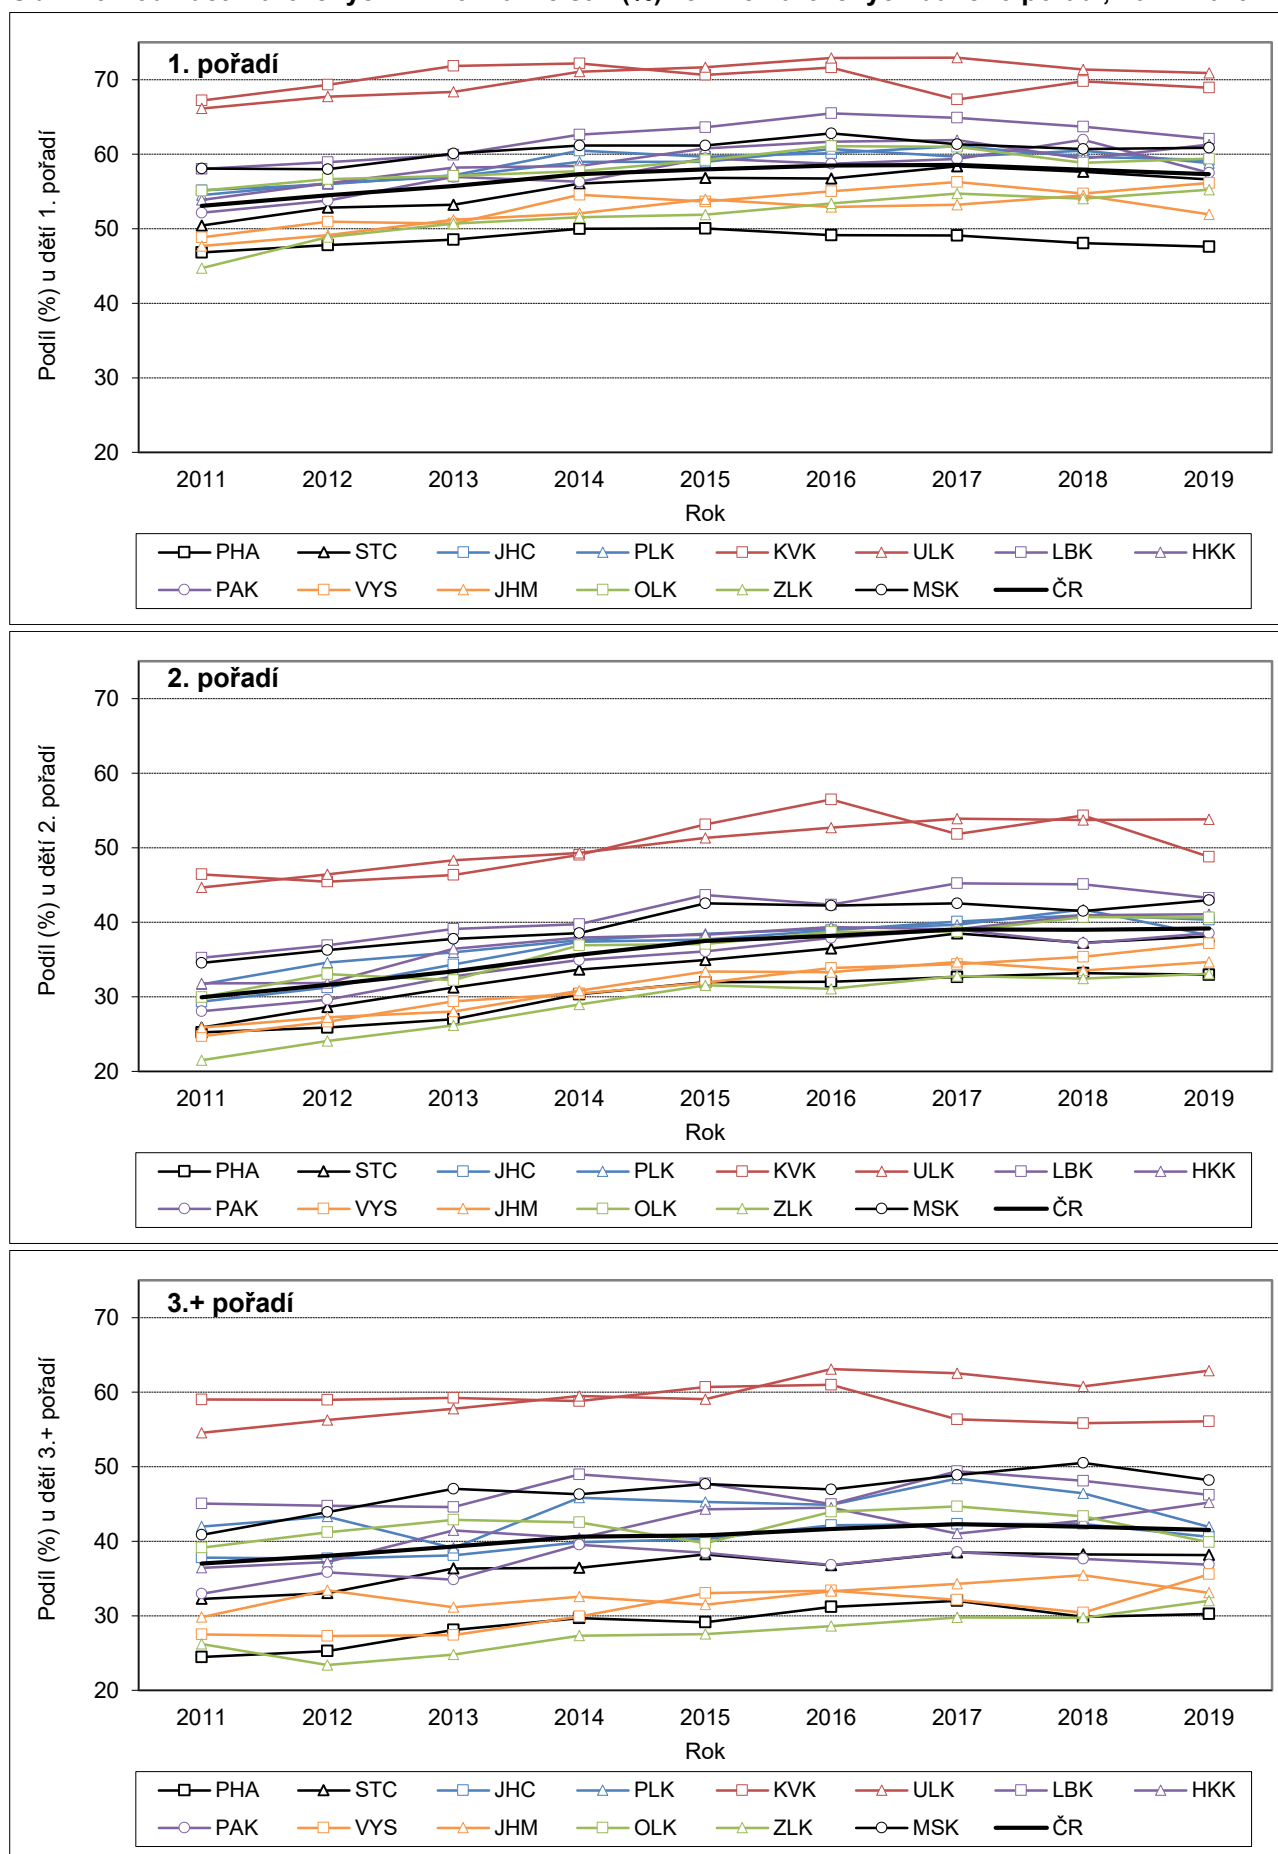 1. pořadí
Podíl (%) u dětí 1. pořadí
70
60
50
40
30
20
2011 2012 2013 2014 2015 2016 2017 2018 2019
Rok
PHA STC JHC PLK KVK ULK LBK HKK
PAK VYS JHM OLK ZLK MSK ČR
2. pořadí
Podíl (%) u dětí 2. pořadí
70
60
50
40
30
20
2011 2012 2013 2014 2015 2016 2017 2018 2019
Rok
PHA STC JHC PLK KVK ULK LBK HKK
PAK VYS JHM OLK ZLK MSK ČR
3.+ pořadí
Podíl (%) u dětí 3.+ pořadí
70
60
50
40
30
20
2011 2012 2013 2014 2015 2016 2017 2018 2019
Rok
PHA STC JHC PLK KVK ULK LBK HKK
PAK VYS JHM OLK ZLK MSK ČR